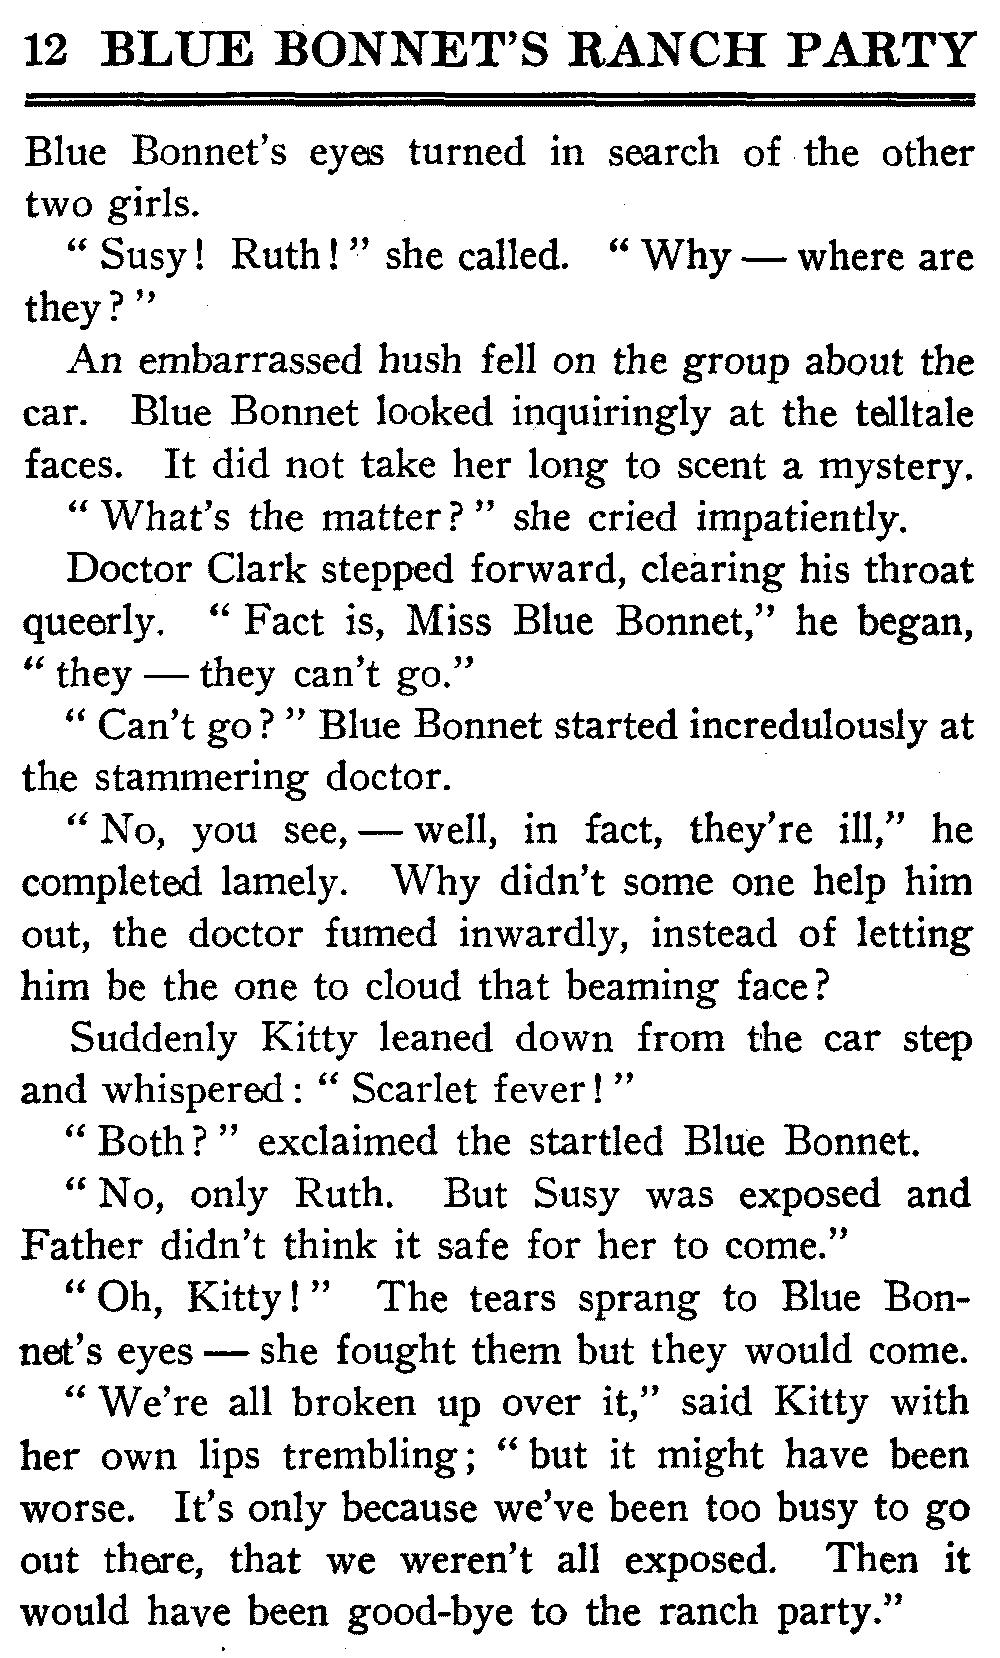 12 BLUE BONNET'S RANCH PARTY
Blue Bonnet's eyes turned in search of the other
two girls.
" Susy! Ruth! " she called. " Why — where are
they? "
An embarrassed hush fell on the group about the
car. Blue Bonnet looked inquiringly at the telltale
faces. It did not take her long to scent a mystery.
" What's the matter? " she cried impatiently.
Doctor Clark stepped forward, clearing his throat
queerly. " Fact is, Miss Blue Bonnet," he began,
" they — they can't go."
" Can't go? " Blue Bonnet started incredulously at
the stammering doctor.
" No, you see, — well, in fact, they're ill," he
completed lamely. Why didn't some one help him
out, the doctor fumed inwardly, instead of letting
him be the one to cloud that beaming face?
Suddenly Kitty leaned down from the car step
and whispered: " Scarlet fever! "
" Both? " exclaimed the startled Blue Bonnet.
" No, only Ruth. But Susy was exposed and
Father didn't think it safe for her to come."
" Oh, Kitty! " The tears sprang to Blue Bon-
net's eyes — she fought them but they would come.
" We're all broken up over it," said Kitty with
her own lips trembling; " but it might have been
worse. It's only because we've been too busy to go
out there, that we weren't all exposed. Then it
would have been good-bye to the ranch party."